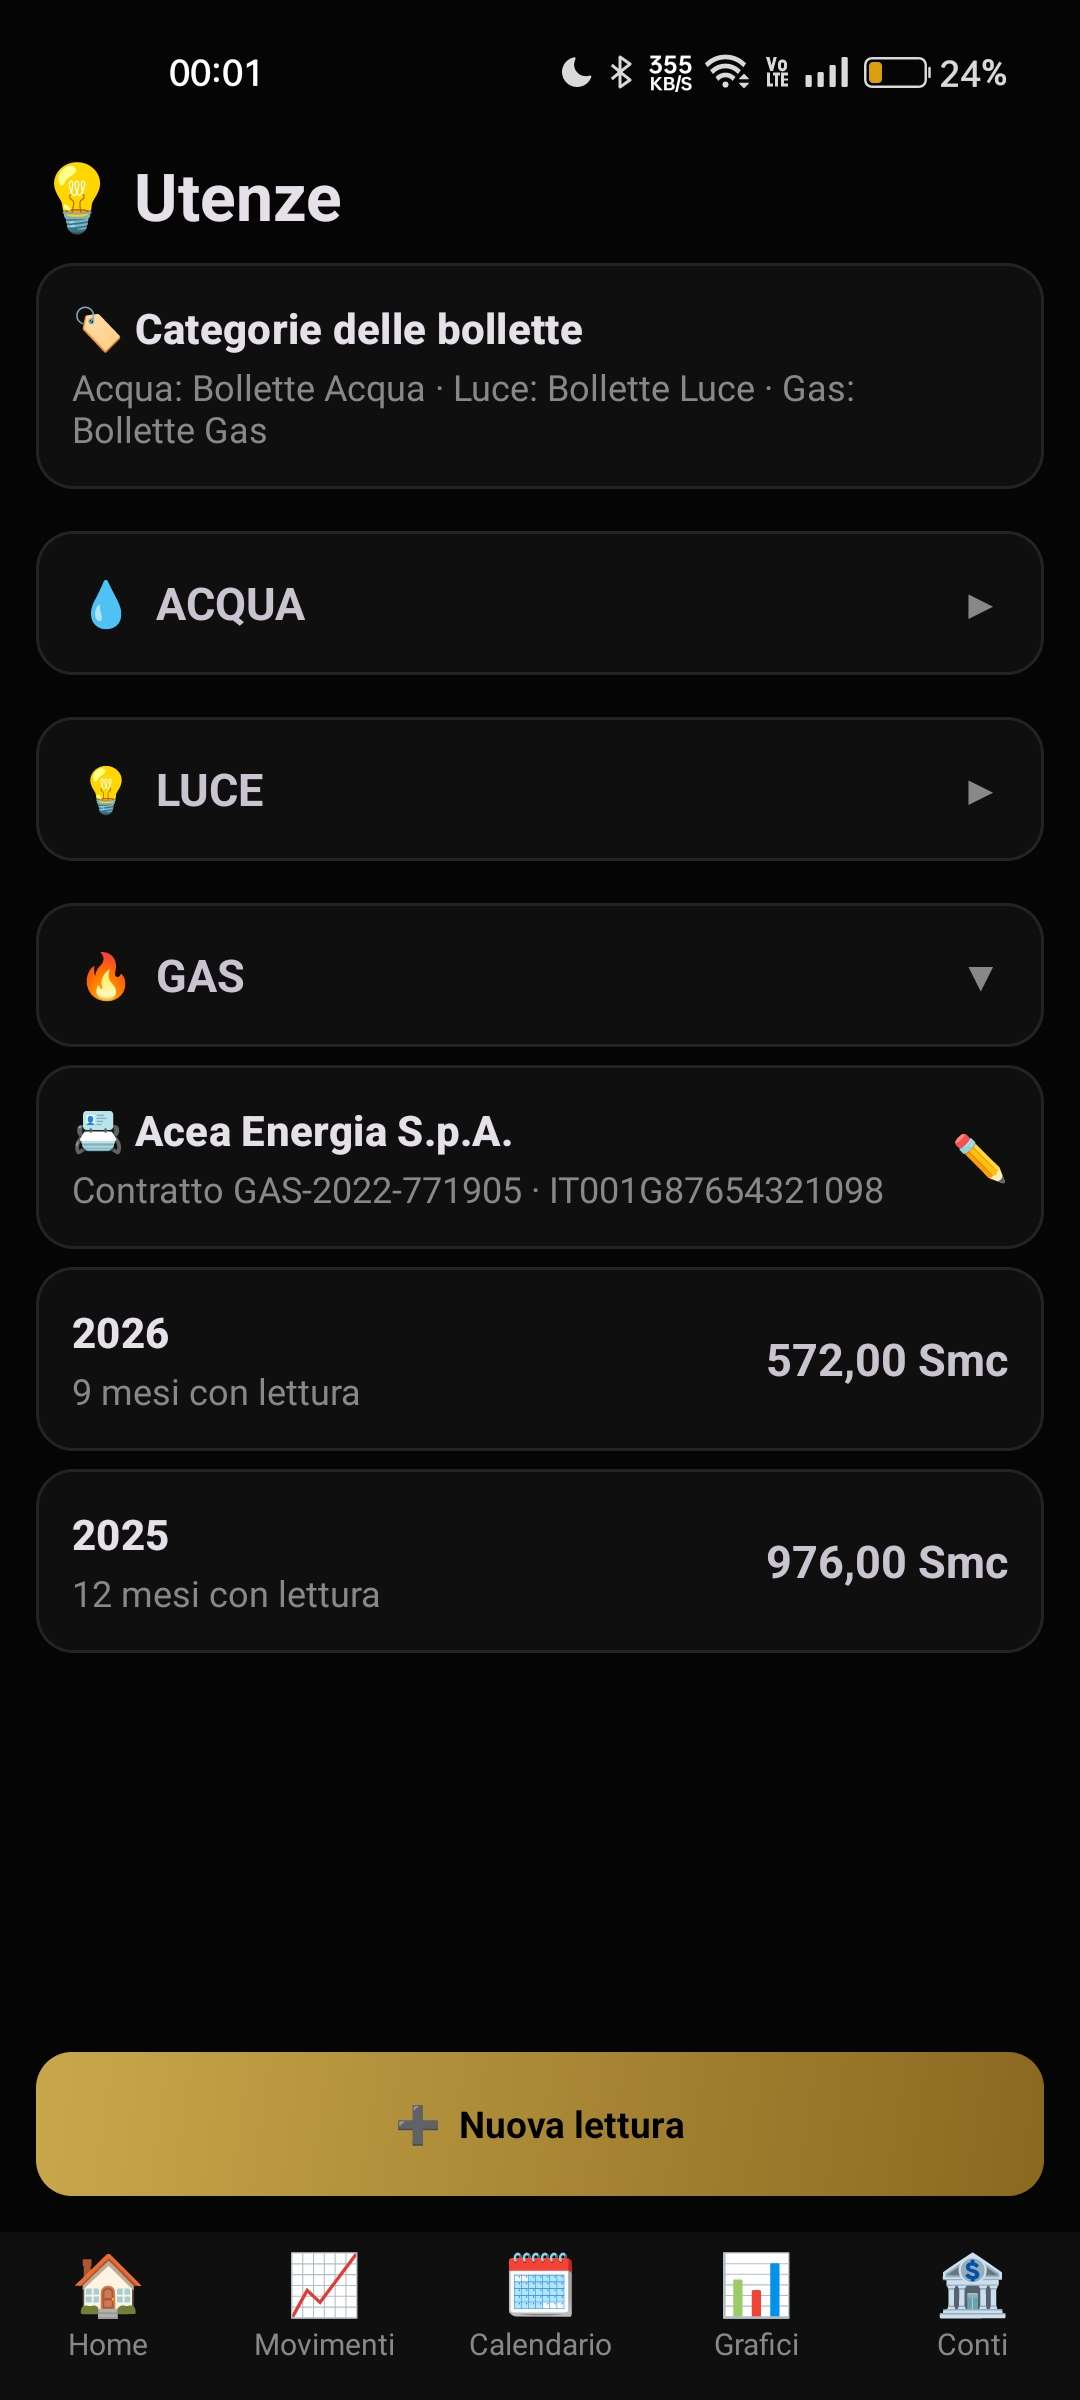 00:01
355 KB/S
Vo LTE
24%
Utenze
Categorie delle bollette
Acqua: Bollette Acqua · Luce: Bollette Luce · Gas:
Bollette Gas
ACQUA
LUCE
GAS
Acea Energia S.p.A.
Contratto GAS-2022-771905 · IT001G87654321098
2026
9 mesi con lettura
572,00 Smc
2025
12 mesi con lettura
976,00 Smc
Nuova lettura
Home
Movimenti
Calendario
Grafici
Conti